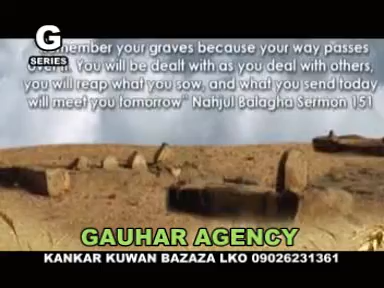 G
SERIES
member your graves because your way passes
over it. You will be dealt with as you deal with others,
you will reap what you sow, and what you send today
will meet you tomorrow" Nahjul Balagha Sermon 151
GAUHAR AGENCY
KANKAR KUWAN BAZAZA LKO 09026231361